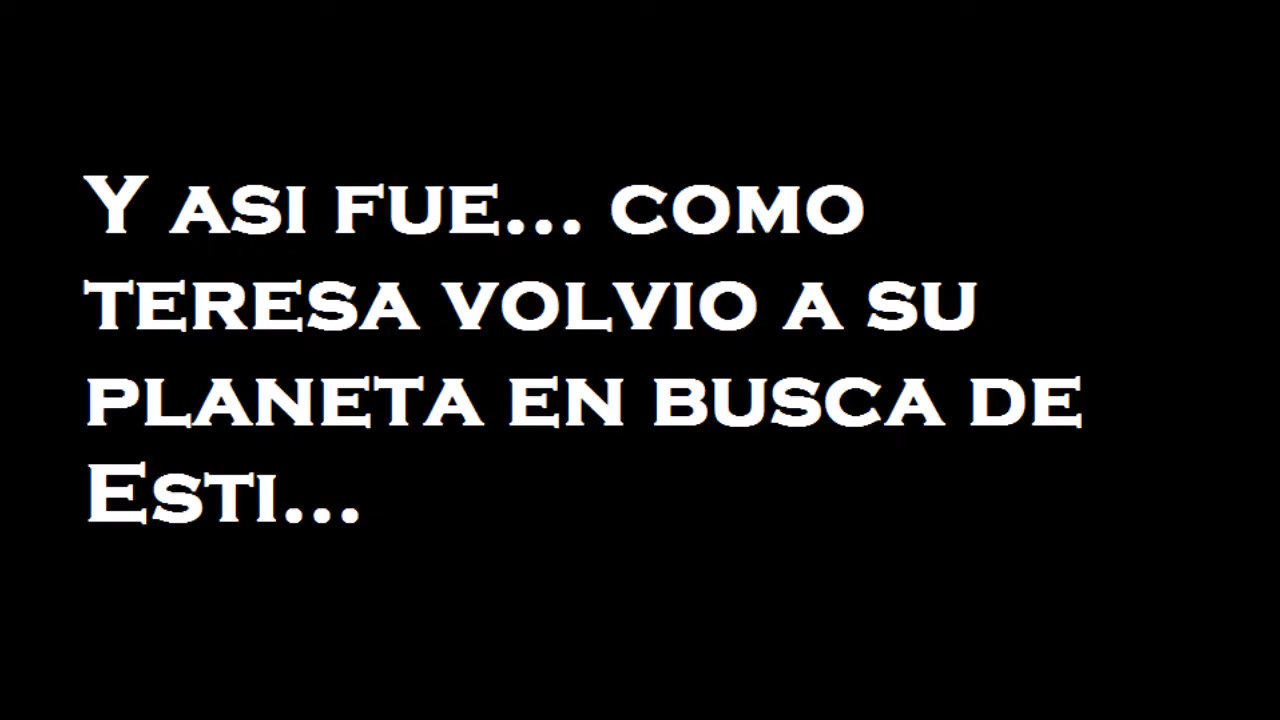 Y asi fue... como
teresa volvio a su
planeta en busca de
Esti...